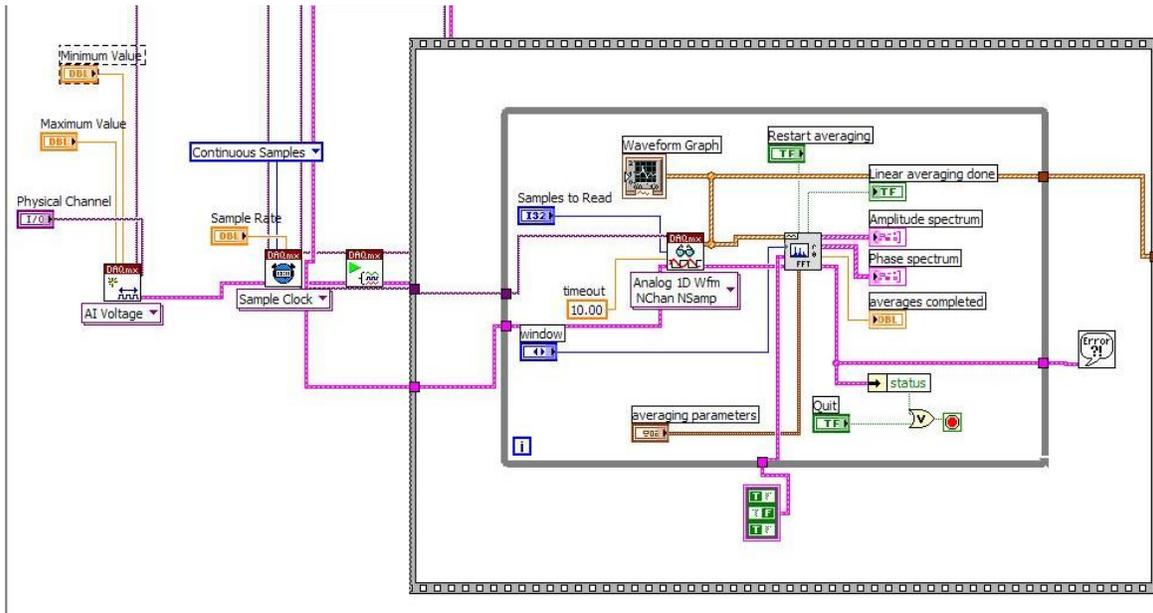 Minimum Value
DBL
Maximum Value
DBL
Physical Channel
I/O
DAQmx
AI Voltage
Continuous Samples
Sample Rate
DBL
DAQmx
Sample Clock
DAQmx
Waveform Graph
Restart averaging
TF
Samples to Read
I32
Linear averaging done
TF
DAQmx
Analog 1D Wfm
NChan NSamp
FFT
Amplitude spectrum
Phase spectrum
timeout
10.00
averages completed
DBL
window
Error
?!
status
averaging parameters
Quit
TF
V
i
T F
T F
T F